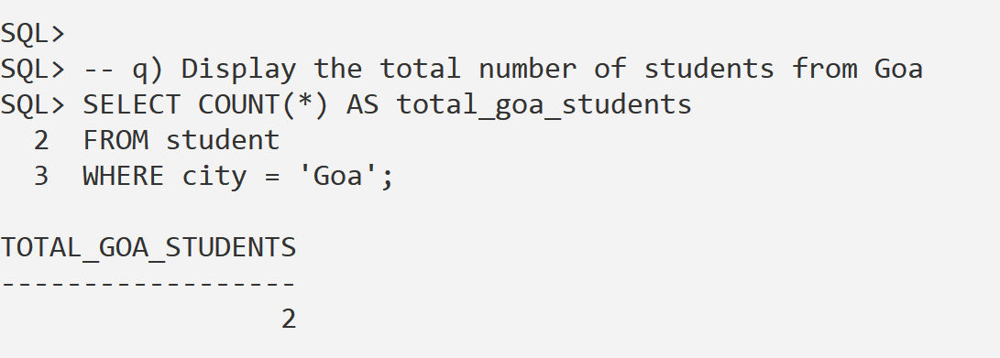 SQL>
SQL> -- q) Display the total number of students from Goa
SQL> SELECT COUNT(*) AS total_goa_students
  2  FROM student
  3  WHERE city = 'Goa';

TOTAL_GOA_STUDENTS
------------------
                 2